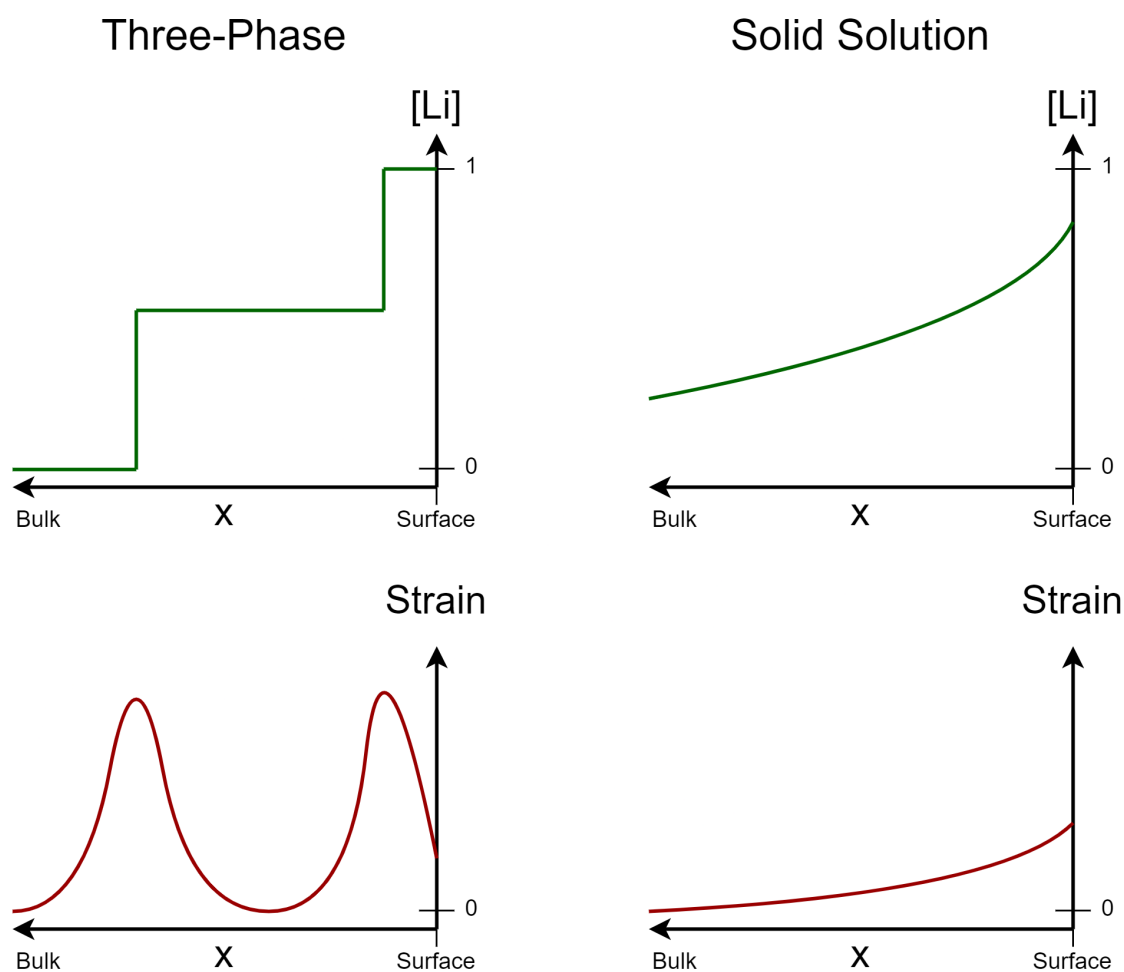 Three-Phase
Solid Solution
[Li]
1
0
Bulk
x
Surface
[Li]
1
0
Bulk
x
Surface
Strain
0
Bulk
x
Surface
Strain
0
Bulk
x
Surface